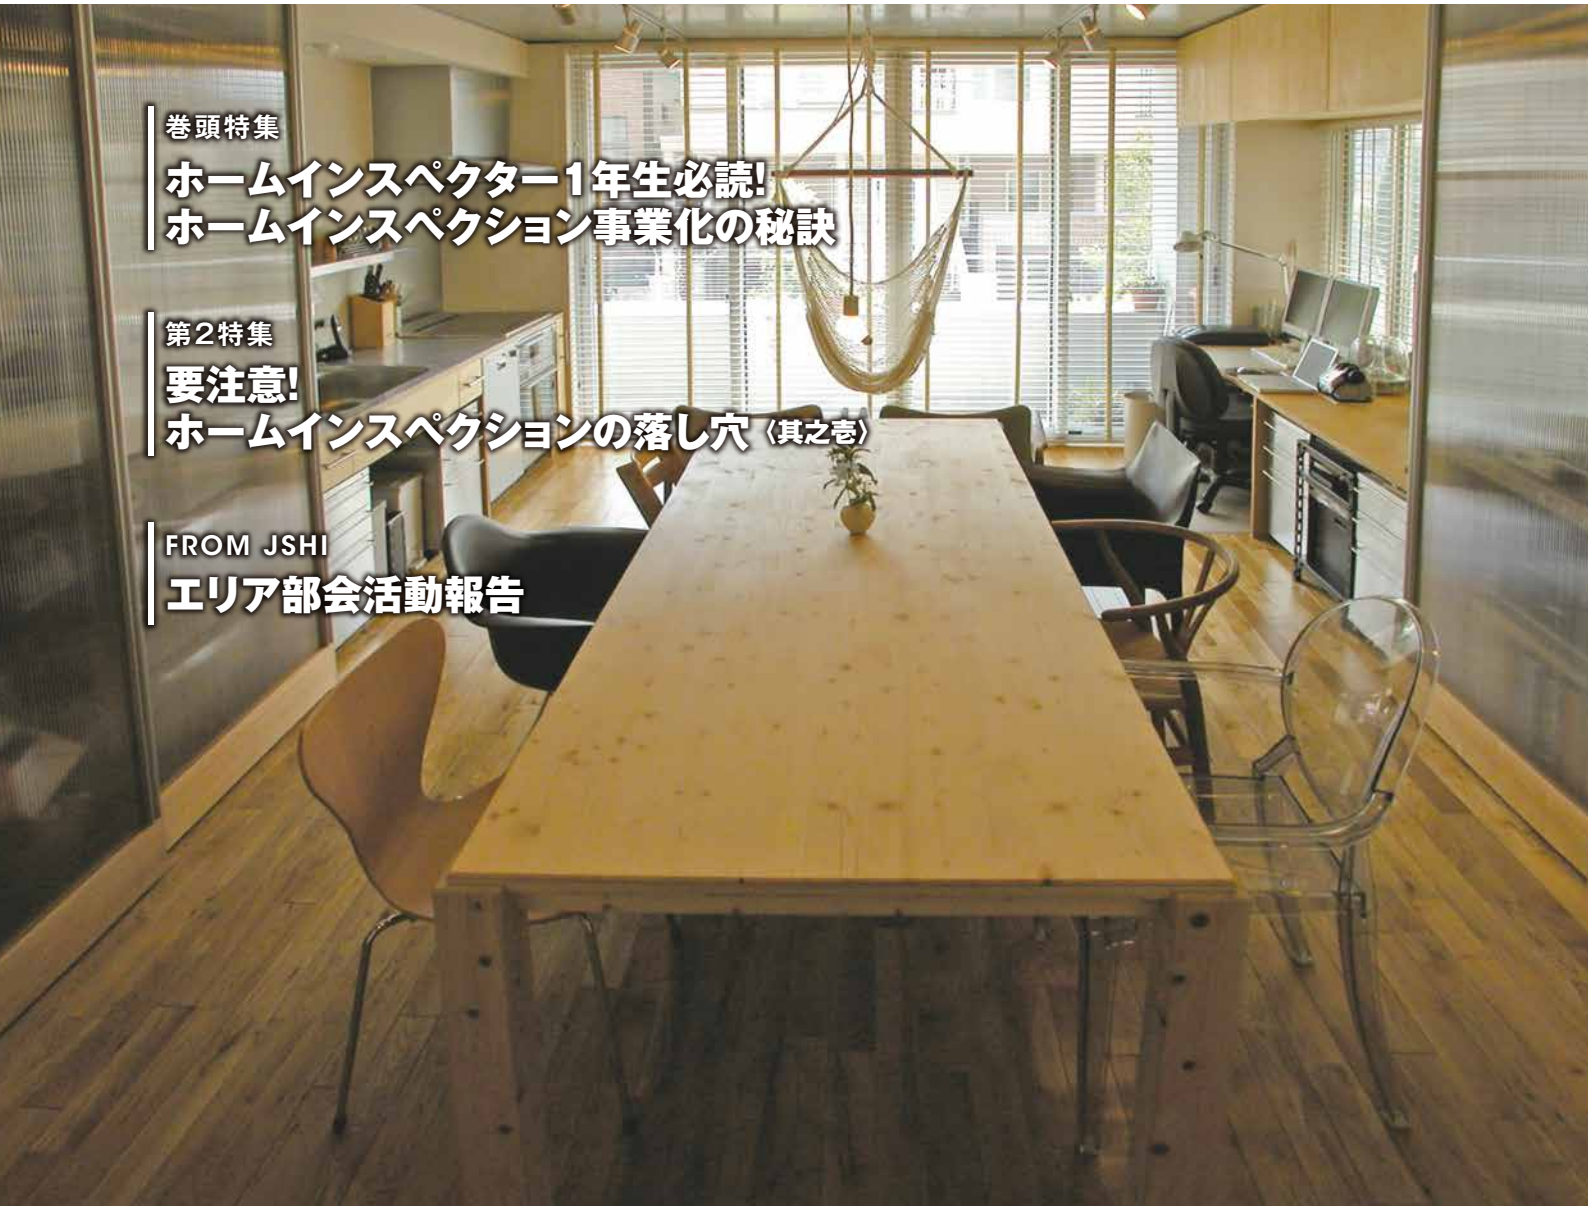 巻頭特集
ホームインスペクター1年生必読!
ホームインスペクション事業化の秘訣
第2特集
要注意!
ホームインスペクションの落し穴〈其之壱〉
FROM JSHI
エリア部会活動報告